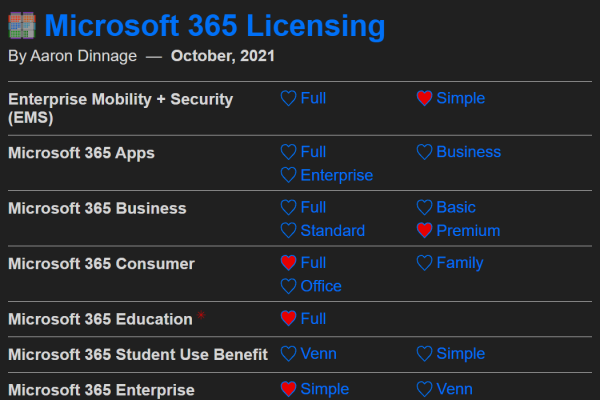 Microsoft 365 Licensing
By Aaron Dinnage — October, 2021
Enterprise Mobility + Security Full Simple
(EMS)
Microsoft 365 Apps Full Business
Enterprise
Microsoft 365 Business Full Basic
Standard Premium
Microsoft 365 Consumer Full Family
Office
Microsoft 365 Education * Full
Microsoft 365 Student Use Benefit Venn Simple
Microsoft 365 Enterprise Simple Venn